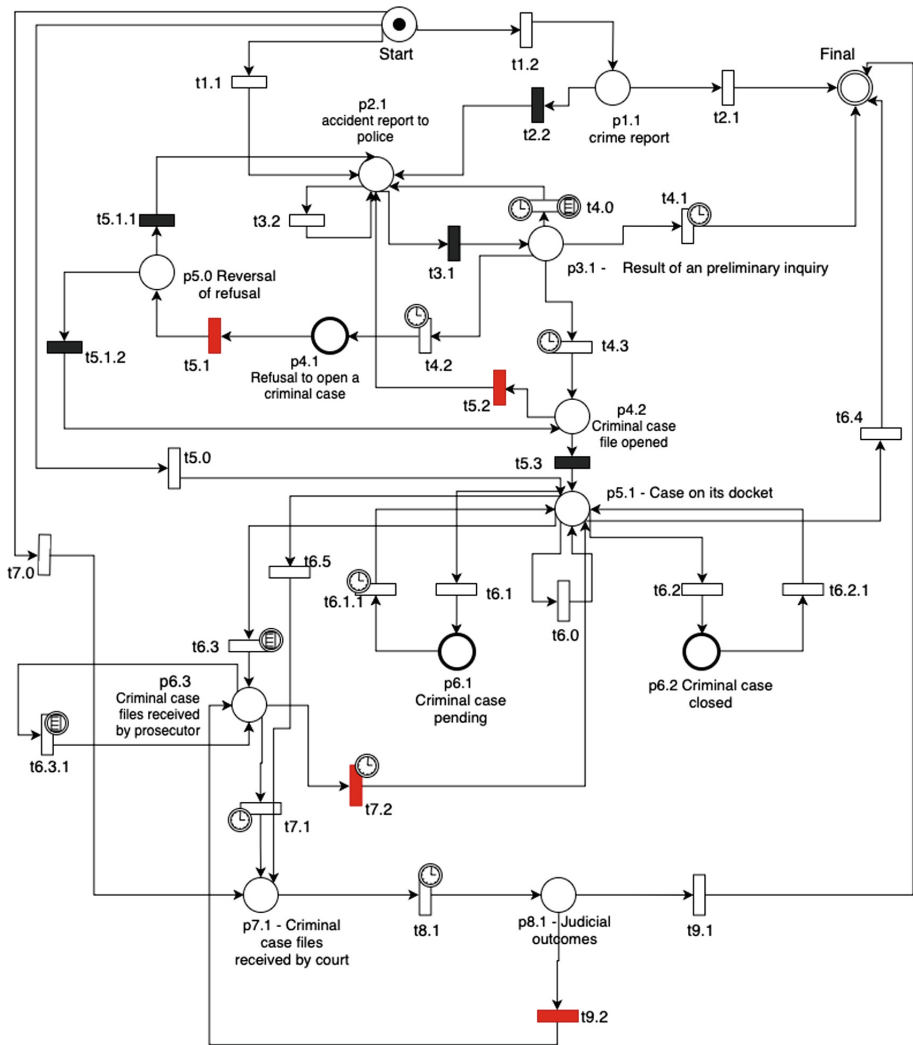 Start
Final
t1.2
t1.1
p2.1
accident report to
police
t2.2
p1.1
crime report
t2.1
t5.1.1
t3.2
t4.0
t4.1
t3.1
p3.1 - Result of an preliminary inquiry
p5.0 Reversal
of refusal
t5.1.2
t5.1
p4.1
Refusal to open a
criminal case
t4.2
t4.3
t5.2
p4.2
Criminal case
file opened
t6.4
t5.0
t5.3
p5.1 - Case on its docket
t7.0
t6.5
t6.1.1
t6.1
t6.0
t6.2
t6.2.1
t6.3
p6.3
Criminal case
files received
by prosecutor
p6.1
Criminal case
pending
p6.2 Criminal case
closed
t6.3.1
t7.2
t7.1
p7.1 - Criminal
case files
received by court
t8.1
p8.1 - Judicial
outcomes
t9.1
t9.2